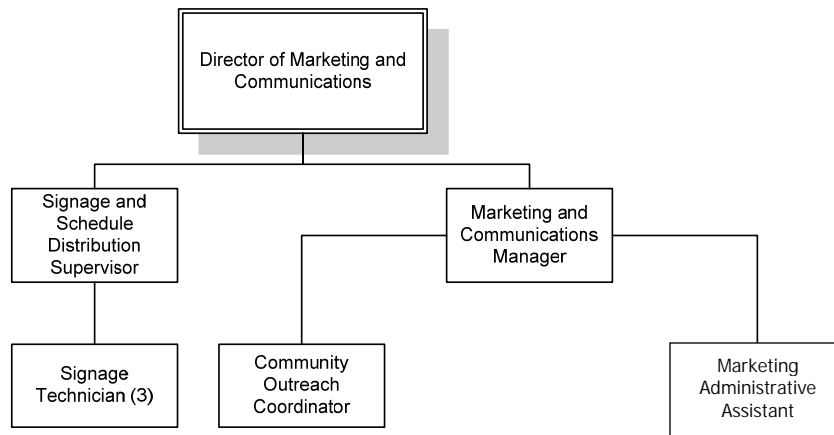 Director of Marketing and
Communications
Signage and
Schedule
Distribution
Supervisor
Marketing and
Communications
Manager
Signage
Technician (3)
Community
Outreach
Coordinator
Marketing
Administrative
Assistant